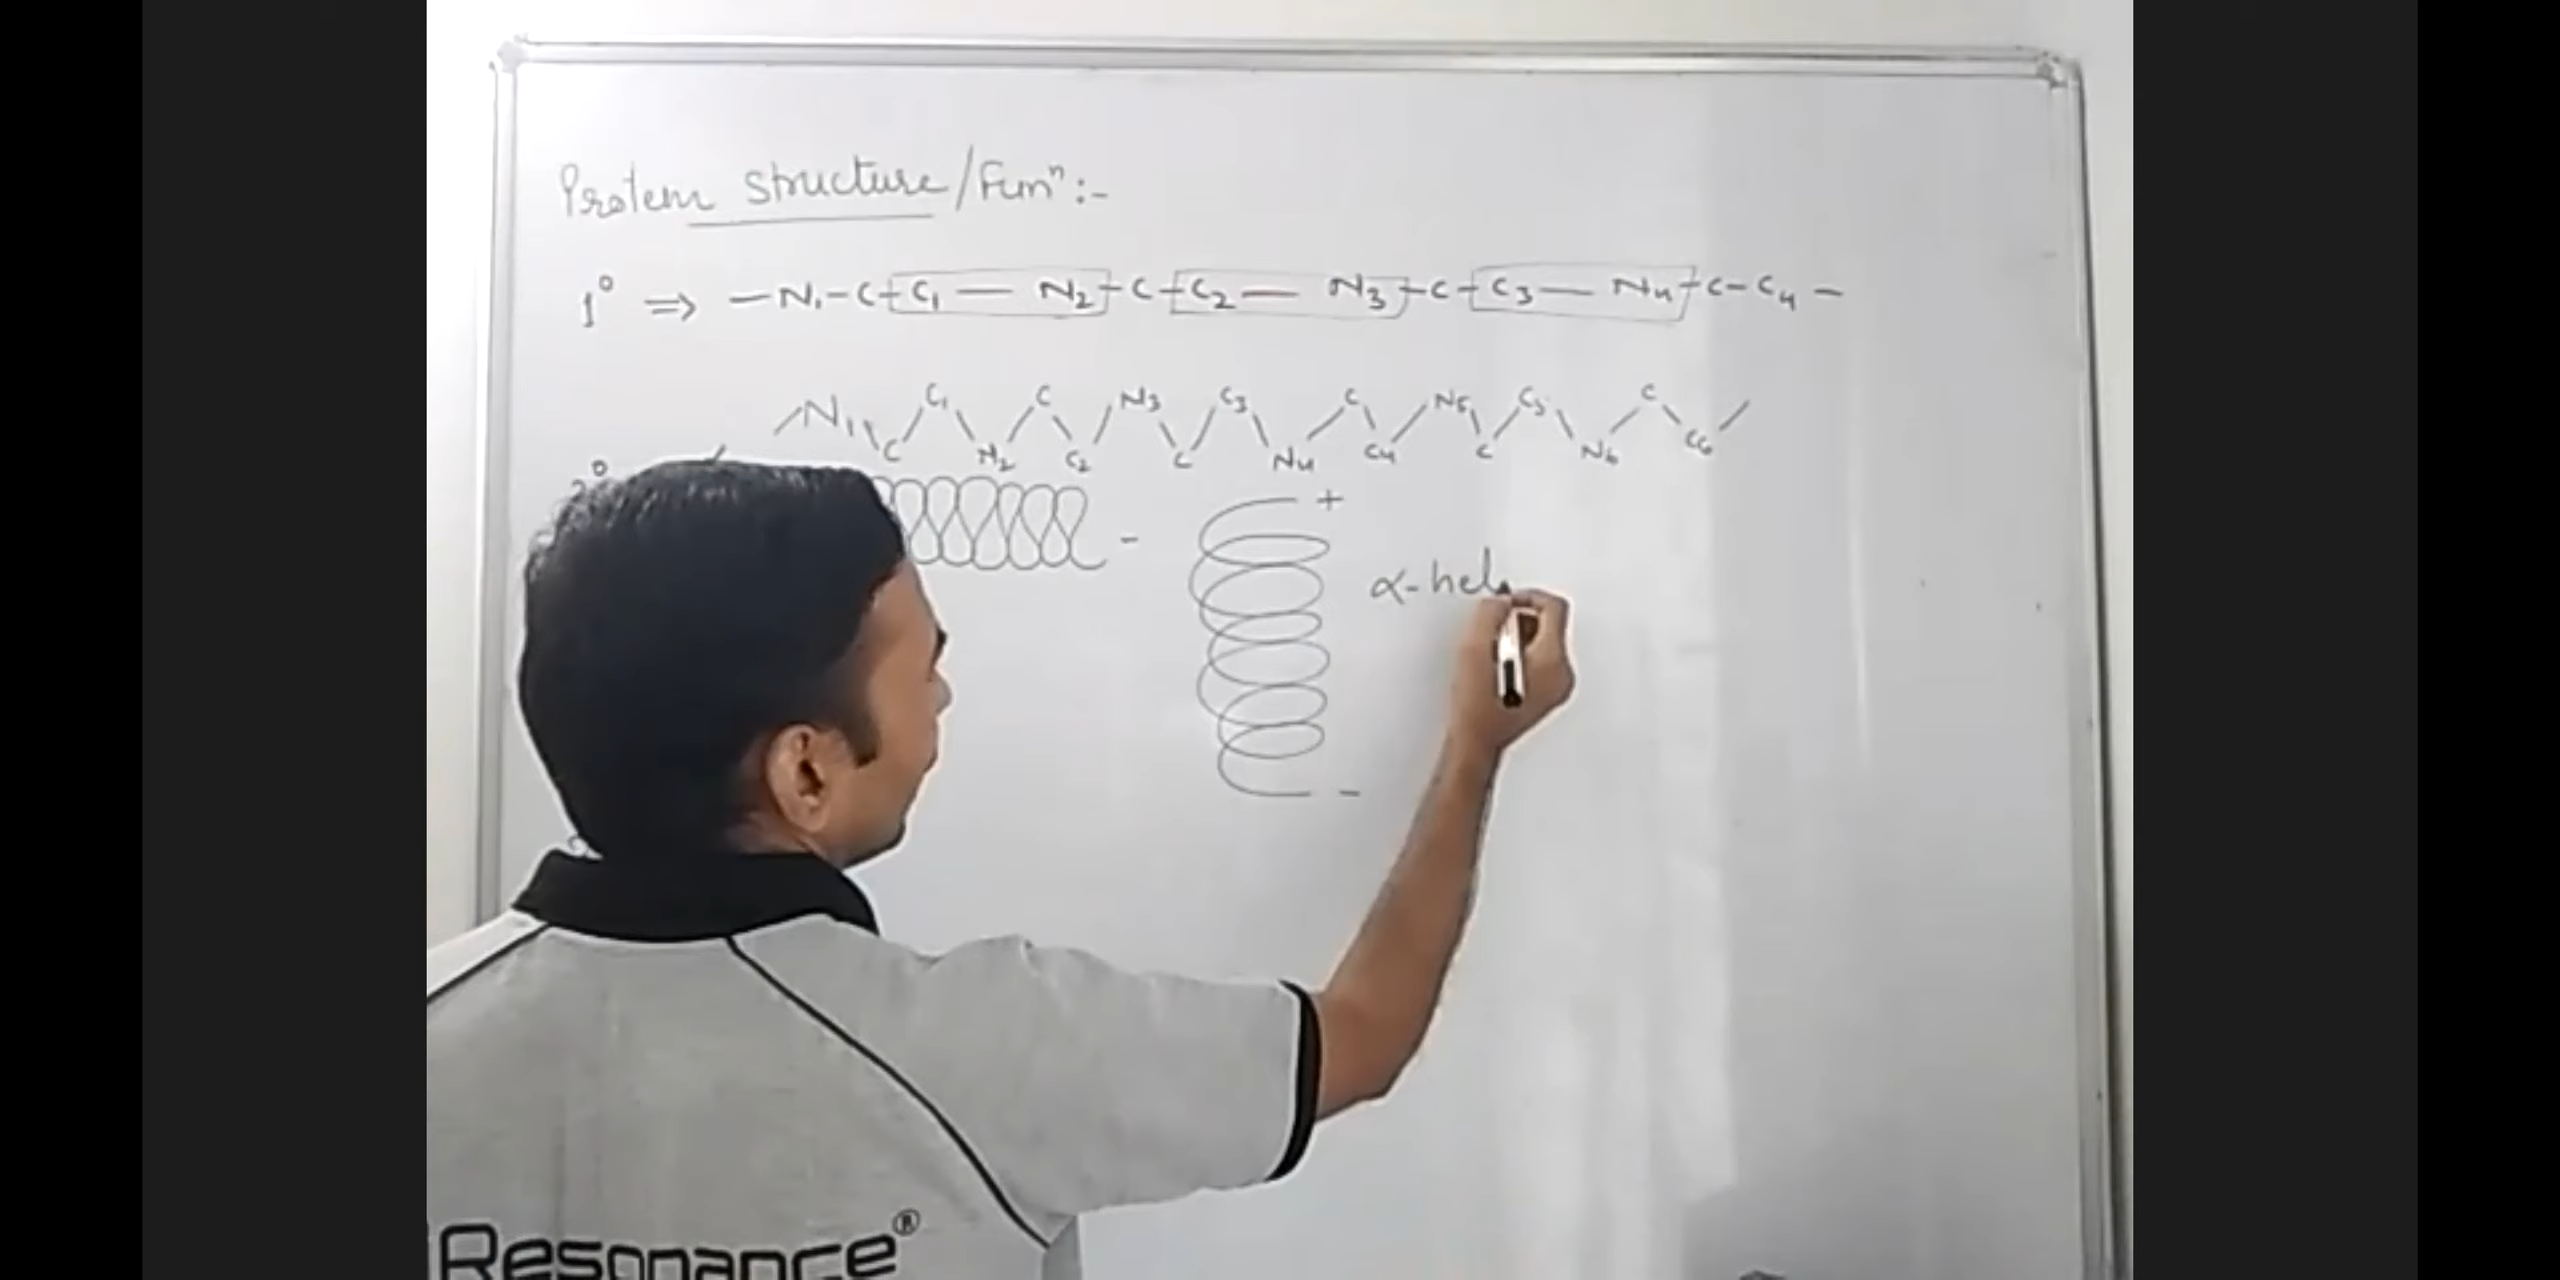 Protein structure/Funⁿ:-
1° ⇒ —N₁-C+C₁ — N₂+C+C₂ — N₃+C+C₃ — N₄+C-C₄ —
N₁ C C₁ N₂ C C₂ N₃ C C₃ N₄ C C₄ N₅ C C₅ N₆ C C₆
2°
-
+
α-hel
-
Resonance®